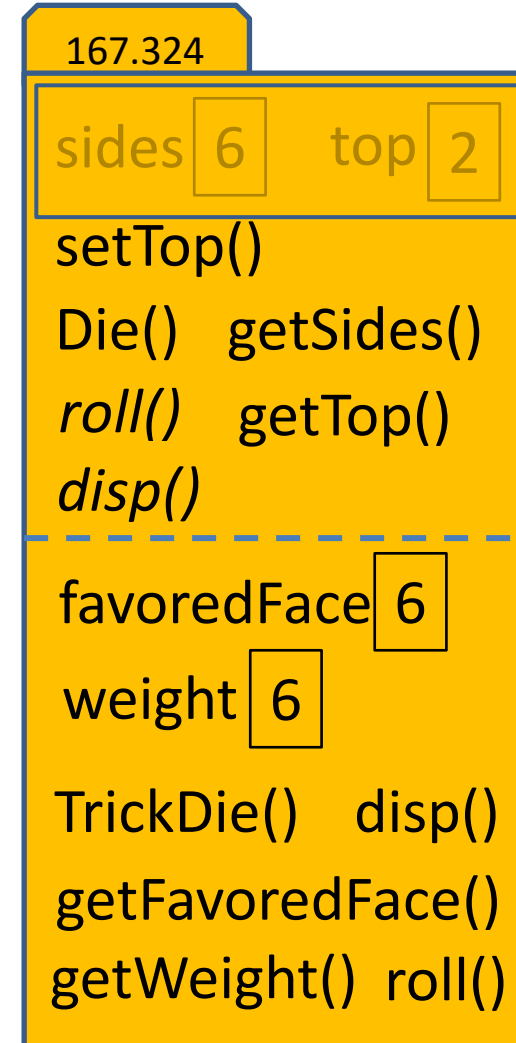 167.324
sides 6 top 2
setTop()
Die() getSides()
roll() getTop()
disp()
favoredFace 6
weight 6
TrickDie() disp()
getFavoredFace()
getWeight() roll()